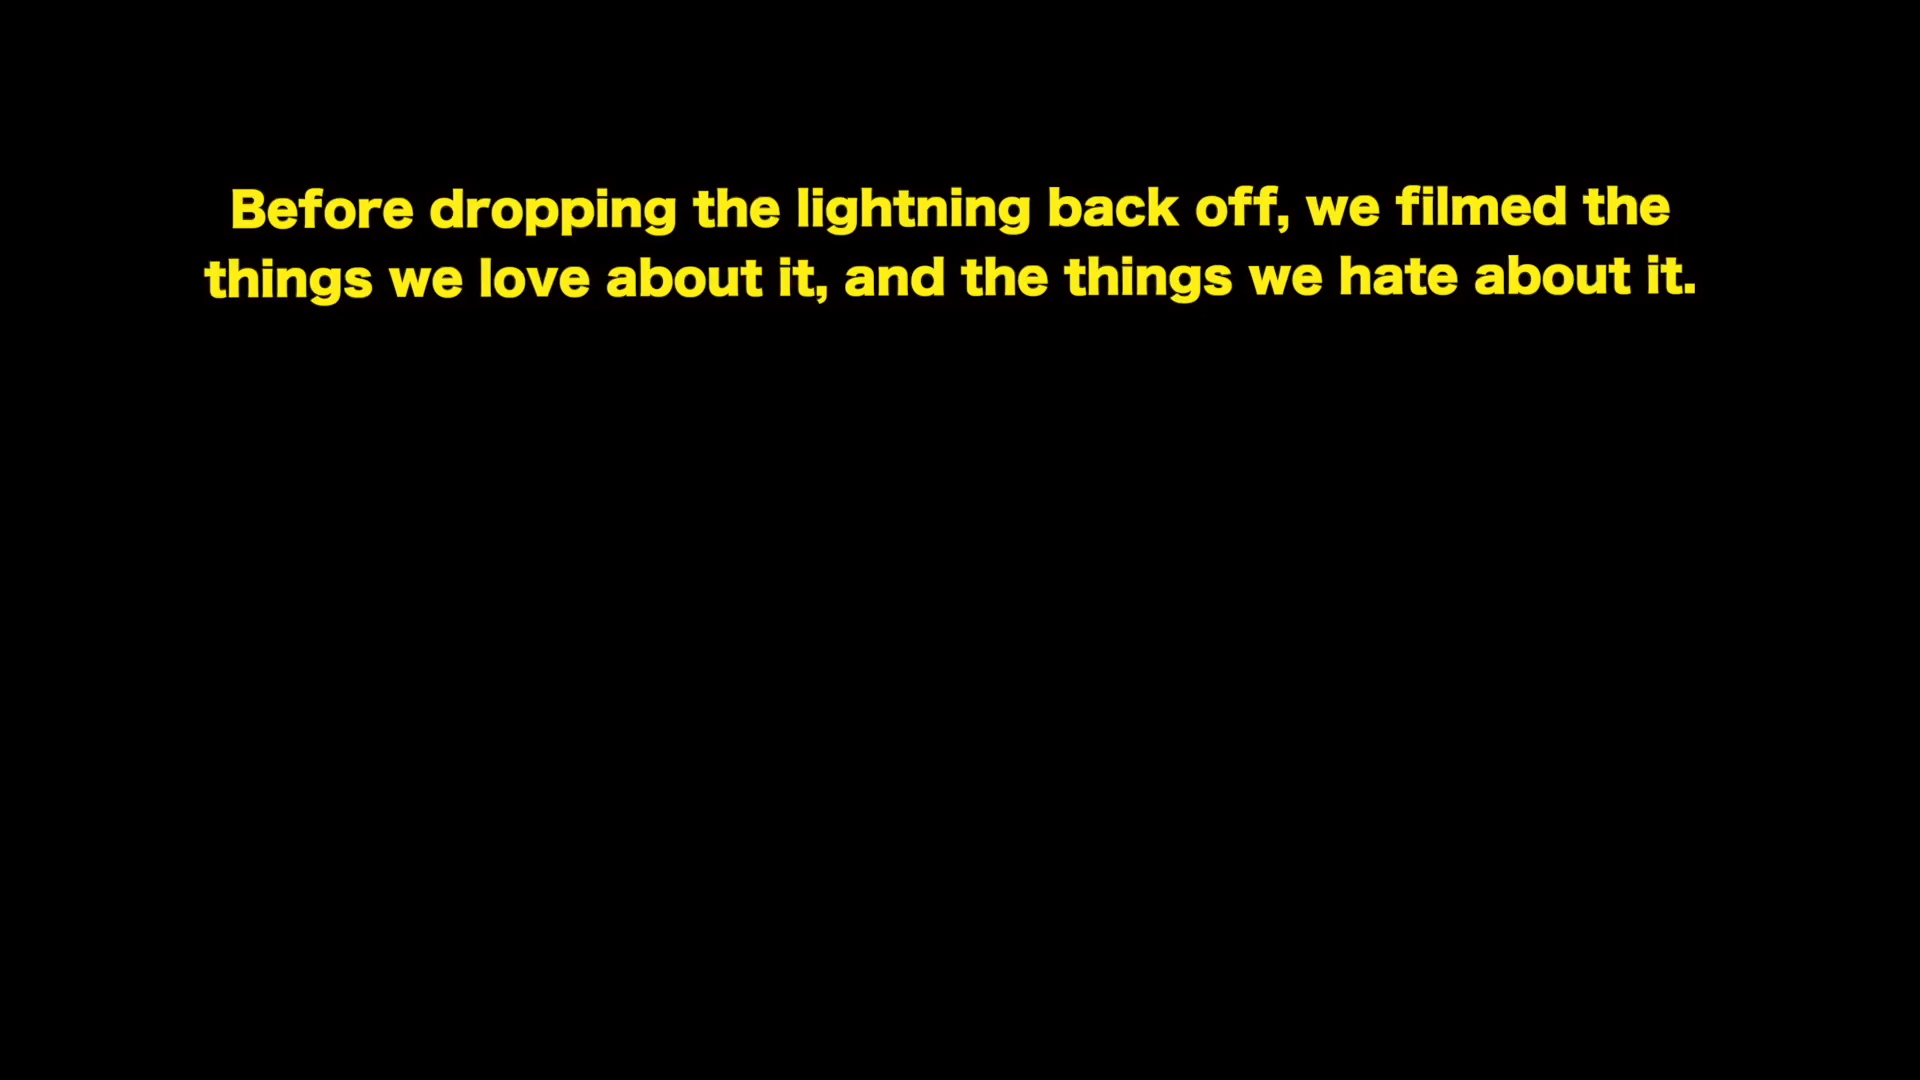 Before dropping the lightning back off, we filmed the
things we love about it, and the things we hate about it.